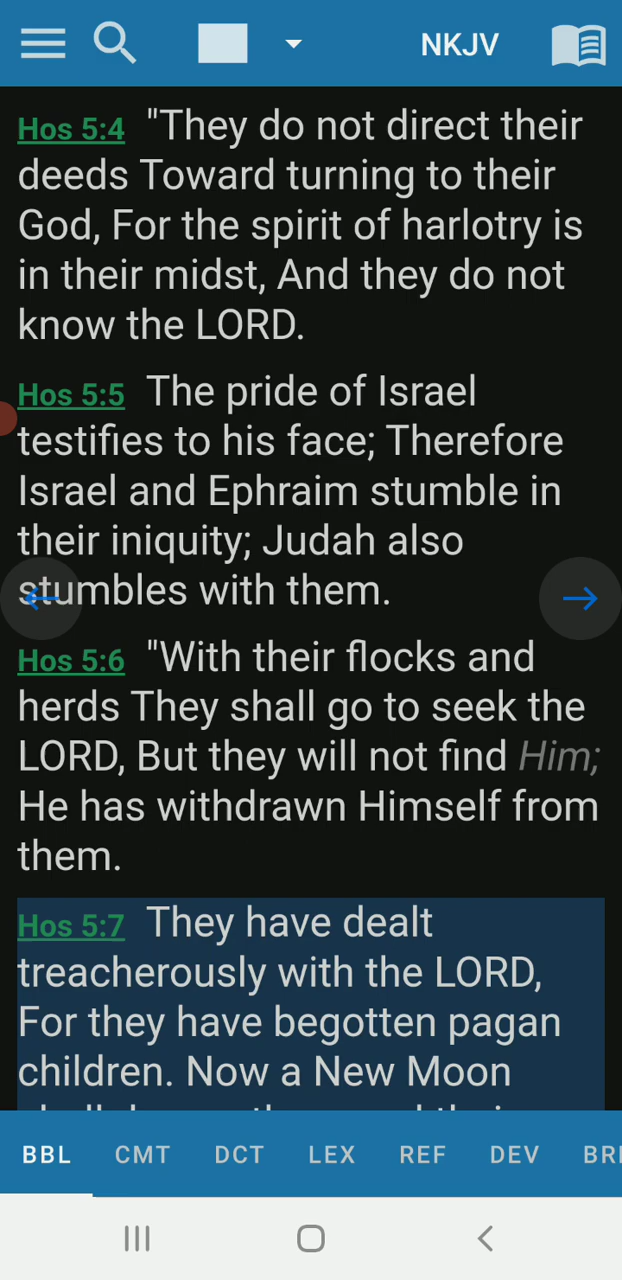 NKJV
Hos 5:4 "They do not direct their
deeds Toward turning to their
God, For the spirit of harlotry is
in their midst, And they do not
know the LORD.
Hos 5:5 The pride of Israel
testifies to his face; Therefore
Israel and Ephraim stumble in
their iniquity; Judah also
stumbles with them.
Hos 5:6 "With their flocks and
herds They shall go to seek the
LORD, But they will not find Him;
He has withdrawn Himself from
them.
Hos 5:7 They have dealt
treacherously with the LORD,
For they have begotten pagan
children. Now a New Moon
BBL CMT DCT LEX REF DEV